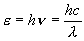 ε = hν = hc/λ